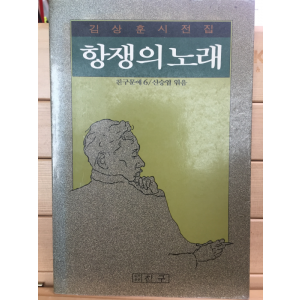 김상훈시전집
항쟁의 노래
친구문예 6/신승엽 엮음
친구